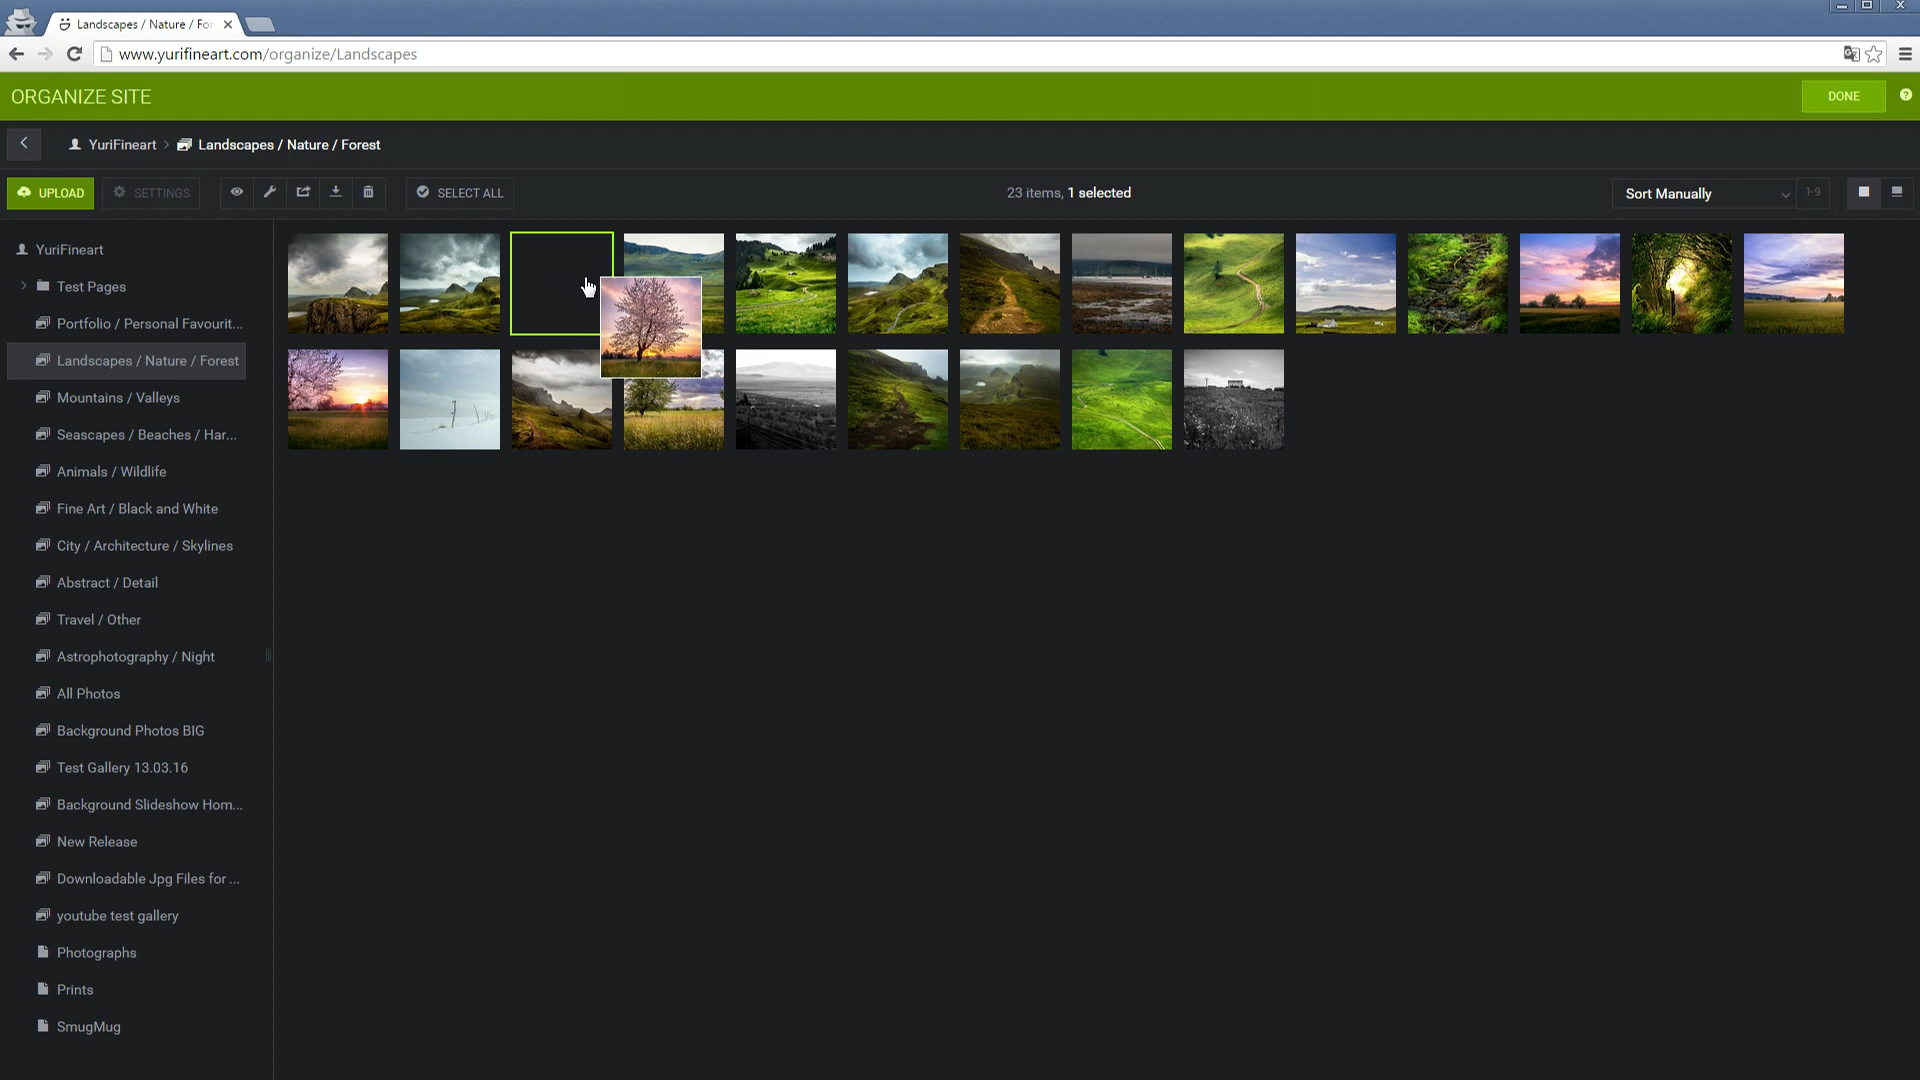 Landscapes / Nature / For
www.yurifineart.com/organize/Landscapes
ORGANIZE SITE
DONE
?
YuriFineart
Landscapes / Nature / Forest
UPLOAD
SETTINGS
SELECT ALL
23 items, 1 selected
Sort Manually
1-9
YuriFineart
Test Pages
Portfolio / Personal Favourit...
Landscapes / Nature / Forest
Mountains / Valleys
Seascapes / Beaches / Har...
Animals / Wildlife
Fine Art / Black and White
City / Architecture / Skylines
Abstract / Detail
Travel / Other
Astrophotography / Night
All Photos
Background Photos BIG
Test Gallery 13.03.16
Background Slideshow Hom...
New Release
Downloadable Jpg Files for ...
youtube test gallery
Photographs
Prints
SmugMug